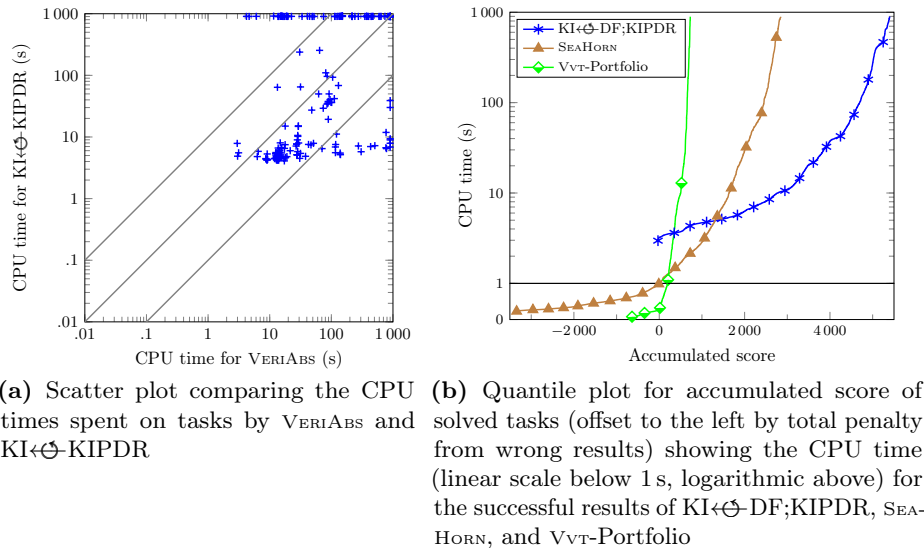 1 000
100
10
1
.1
.01
.01
.1
1
10
100
1 000
CPU time for KI←KIPDR (s)
CPU time for VERIABS (s)
1 000
100
10
1
0
−2 000
0
2 000
4 000
CPU time (s)
Accumulated score
KI←DF;KIPDR
SEAHORN
VVT-Portfolio
(a) Scatter plot comparing the CPU
times spent on tasks by VERIABS and
KI←KIPDR
(b) Quantile plot for accumulated score of
solved tasks (offset to the left by total penalty
from wrong results) showing the CPU time
(linear scale below 1 s, logarithmic above) for
the successful results of KI←DF;KIPDR, SEA-
HORN, and VVT-Portfolio